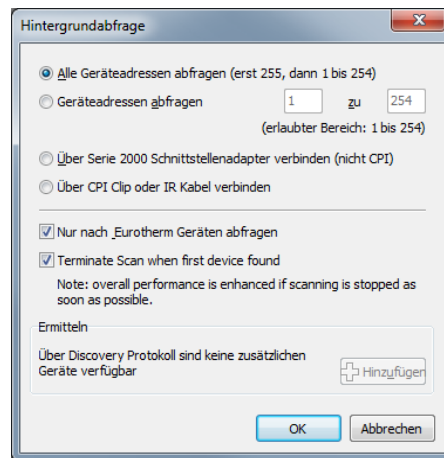 Hintergrundabfrage
Alle Geräteadressen abfragen (erst 255, dann 1 bis 254)
Geräteadressen abfragen 1 zu 254
(erlaubter Bereich: 1 bis 254)
Über Serie 2000 Schnittstellenadapter verbinden (nicht CPI)
Über CPI Clip oder IR Kabel verbinden
Nur nach Eurotherm Geräten abfragen
Terminate Scan when first device found
Note: overall performance is enhanced if scanning is stopped as
soon as possible.
Ermitteln
Über Discovery Protokoll sind keine zusätzlichen
Geräte verfügbar
Hinzufügen
OK Abbrechen